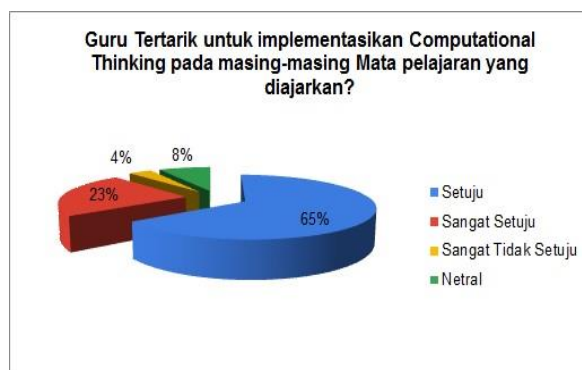 Guru Tertarik untuk implementasikan Computational
Thinking pada masing-masing Mata pelajaran yang
diajarkan?
4%
8%
23%
65%
Setuju
Sangat Setuju
Sangat Tidak Setuju
Netral